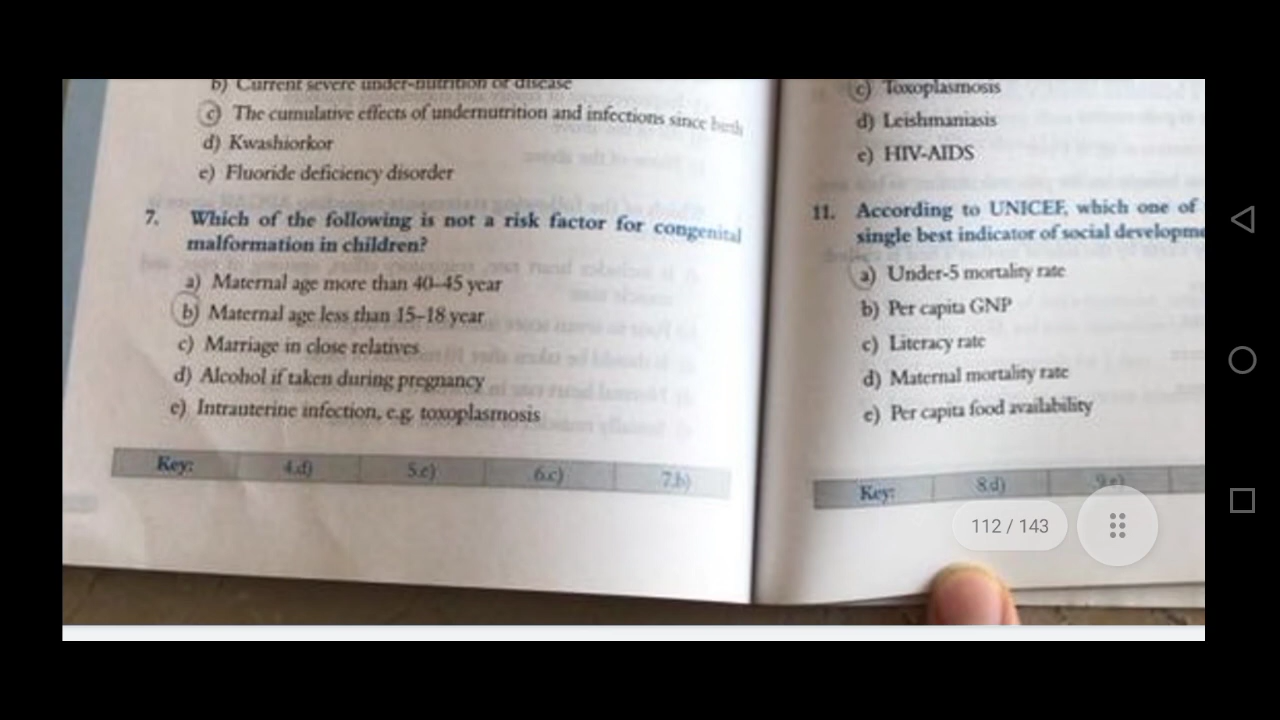 b) Current severe under-nutrition or disease
c) The cumulative effects of undernutrition and infections since birth
d) Kwashiorkor
e) Fluoride deficiency disorder
7. Which of the following is not a risk factor for congenital
malformation in children?
a) Maternal age more than 40–45 year
b) Maternal age less than 15–18 year
c) Marriage in close relatives
d) Alcohol if taken during pregnancy
e) Intrauterine infection, e.g. toxoplasmosis
Key: 4.d) 5.e) 6.c) 7.b)
c) Toxoplasmosis
d) Leishmaniasis
e) HIV-AIDS
11. According to UNICEF, which one of
single best indicator of social developme
a) Under-5 mortality rate
b) Per capita GNP
c) Literacy rate
d) Maternal mortality rate
e) Per capita food availability
Key: 8.d)
112 / 143